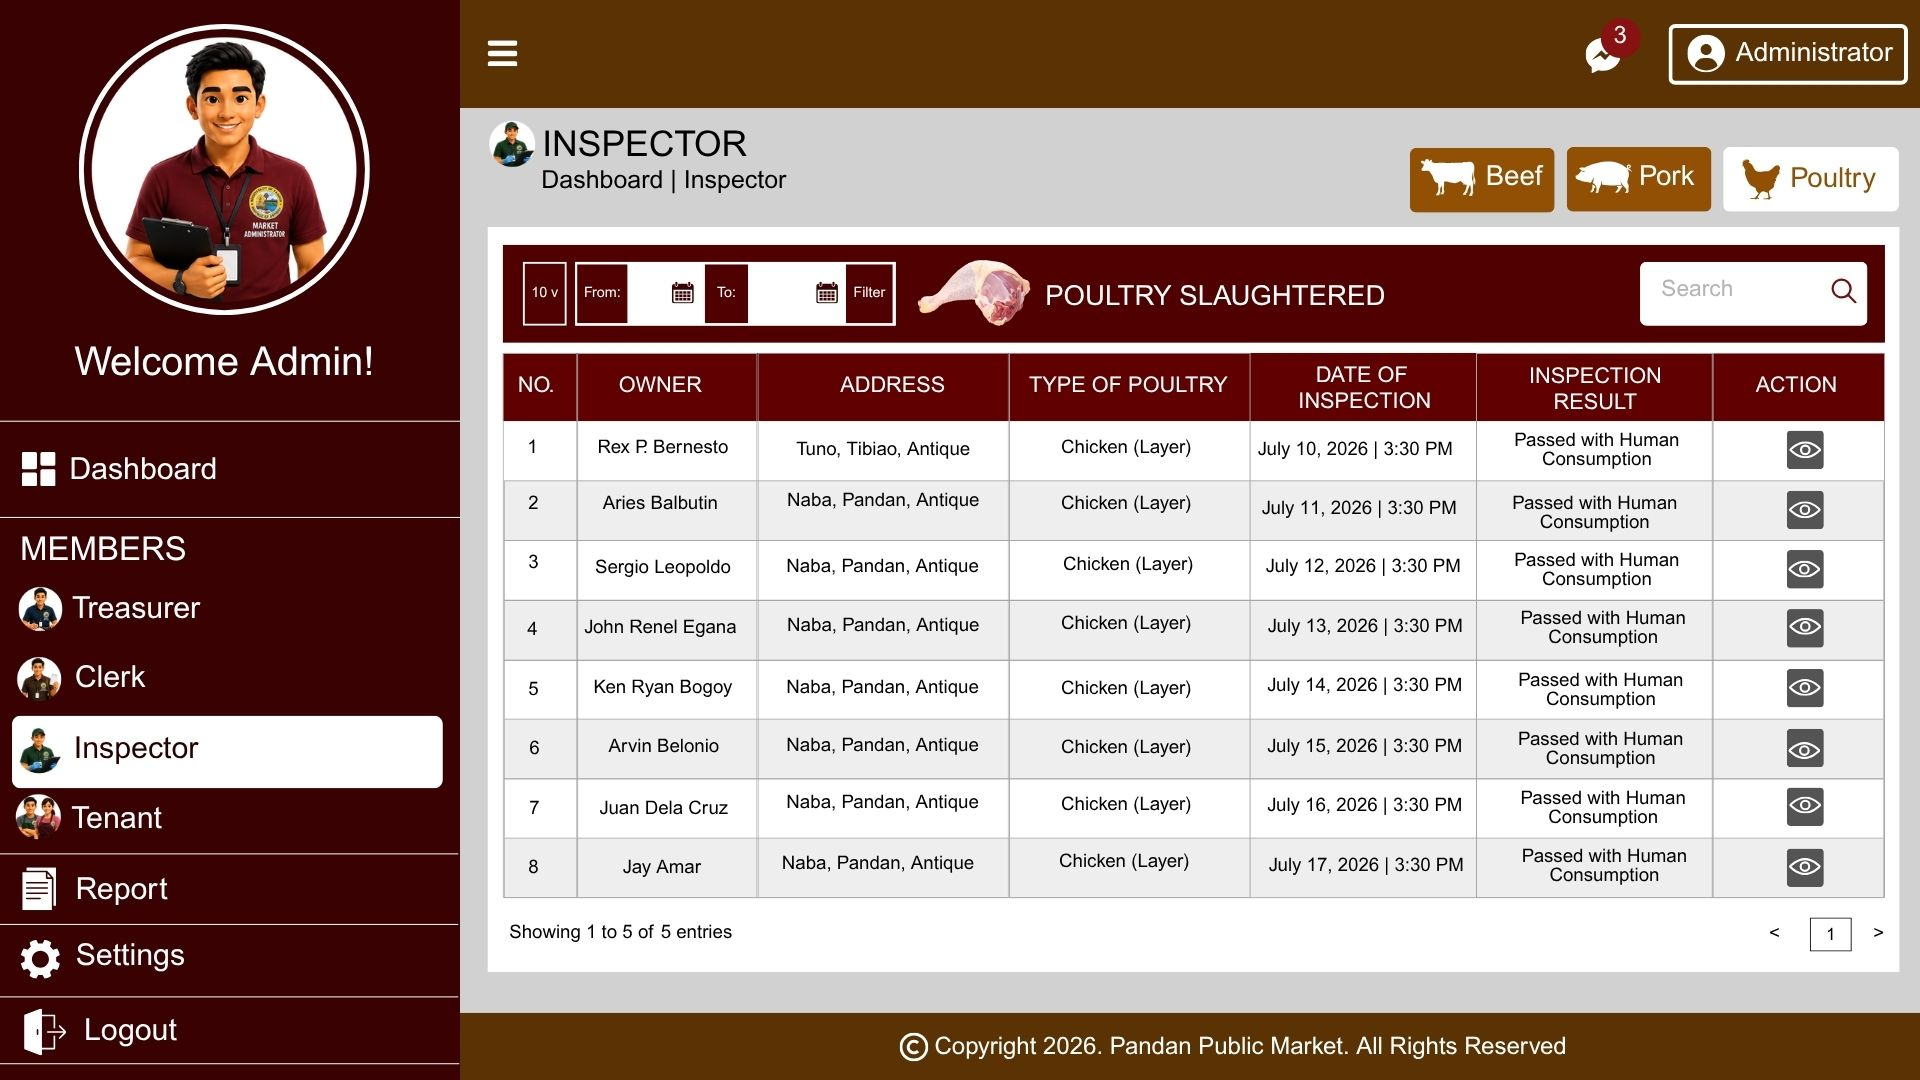 MARKET
ADMINISTRATOR
Welcome Admin!
Dashboard
MEMBERS
Treasurer
Clerk
Inspector
Tenant
Report
Settings
Logout
3
Administrator
INSPECTOR
Dashboard | Inspector
Beef
Pork
Poultry
10 v
From:
To:
Filter
POULTRY SLAUGHTERED
Search
NO. OWNER ADDRESS TYPE OF POULTRY DATE OF INSPECTION INSPECTION RESULT ACTION
1 Rex P. Bernesto Tuno, Tibiao, Antique Chicken (Layer) July 10, 2026 | 3:30 PM Passed with Human Consumption
2 Aries Balbutin Naba, Pandan, Antique Chicken (Layer) July 11, 2026 | 3:30 PM Passed with Human Consumption
3 Sergio Leopoldo Naba, Pandan, Antique Chicken (Layer) July 12, 2026 | 3:30 PM Passed with Human Consumption
4 John Renel Egana Naba, Pandan, Antique Chicken (Layer) July 13, 2026 | 3:30 PM Passed with Human Consumption
5 Ken Ryan Bogoy Naba, Pandan, Antique Chicken (Layer) July 14, 2026 | 3:30 PM Passed with Human Consumption
6 Arvin Belonio Naba, Pandan, Antique Chicken (Layer) July 15, 2026 | 3:30 PM Passed with Human Consumption
7 Juan Dela Cruz Naba, Pandan, Antique Chicken (Layer) July 16, 2026 | 3:30 PM Passed with Human Consumption
8 Jay Amar Naba, Pandan, Antique Chicken (Layer) July 17, 2026 | 3:30 PM Passed with Human Consumption
Showing 1 to 5 of 5 entries
< 1 >
© Copyright 2026. Pandan Public Market. All Rights Reserved